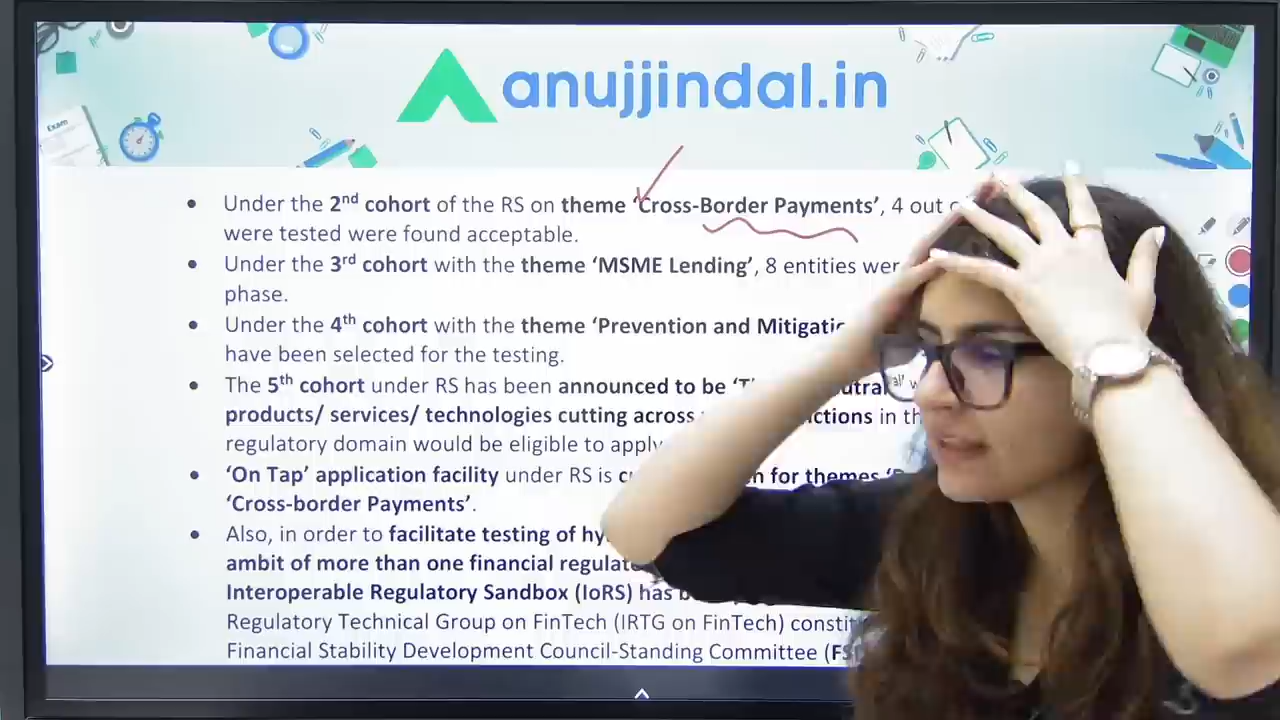 Exam
anujjindal.in
Under the 2nd cohort of the RS on theme ‘Cross-Border Payments’, 4 out
were tested were found acceptable.
Under the 3rd cohort with the theme ‘MSME Lending’, 8 entities
phase.
Under the 4th cohort with the theme ‘Prevention and
have been selected for the testing.
The 5th cohort under RS has been announced to be
products/ services/ technologies cutting across
regulatory domain would be eligible to apply
‘On Tap’ application facility under RS is for themes
‘Cross-border Payments’.
Also, in order to facilitate testing of
ambit of more than one financial
Interoperable Regulatory Sandbox (IoRS) has
Regulatory Technical Group on FinTech (IRTG on FinTech)
Financial Stability Development Council-Standing Committee